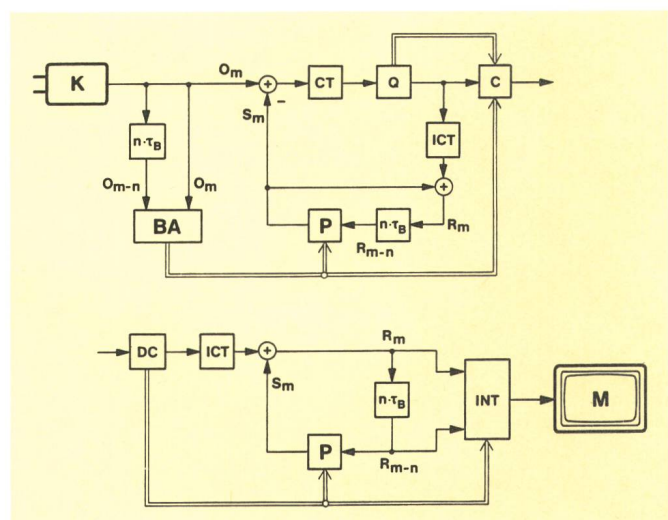 K
Om
+
−
Sm
CT
Q
C
n·τB
ICT
Om-n
Om
+
BA
P
n·τB
Rm
Rm-n
DC
ICT
+
Rm
Sm
n·τB
INT
M
P
Rm-n